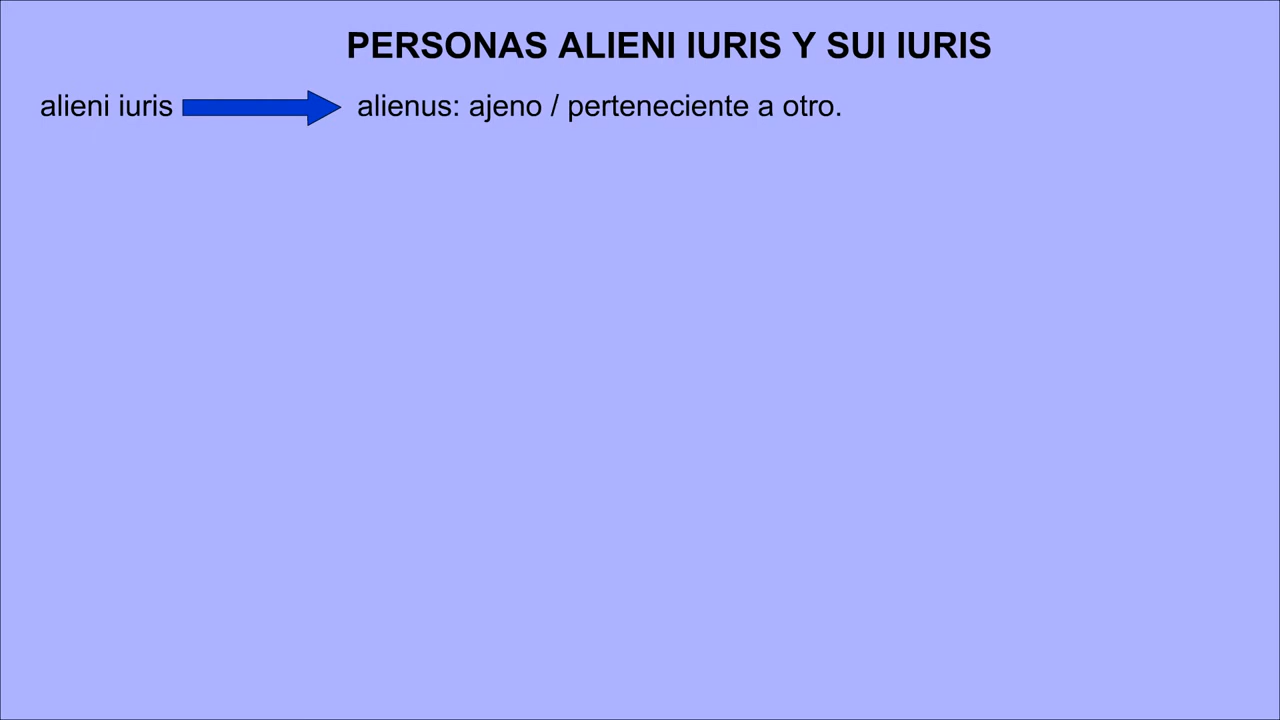 PERSONAS ALIENI IURIS Y SUI IURIS
alieni iuris alienus: ajeno / perteneciente a otro.